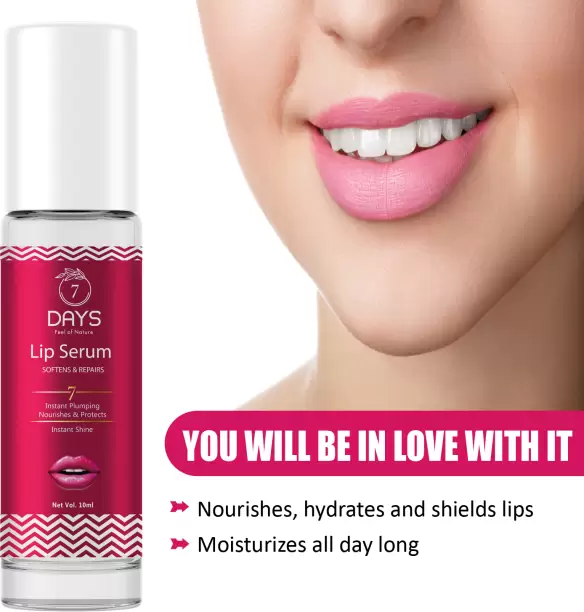 7
DAYS
Feel of Nature
Lip Serum
SOFTENS & REPAIRS
7
Instant Plumping
Nourishes & Protects
Instant Shine
Net Vol. 10ml
YOU WILL BE IN LOVE WITH IT
Nourishes, hydrates and shields lips
Moisturizes all day long